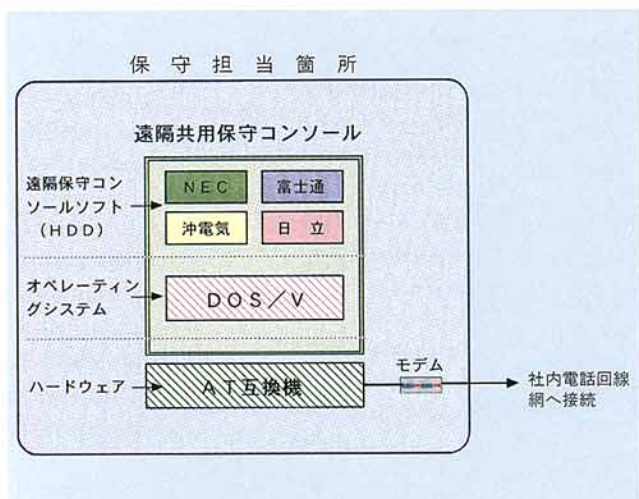 保守担当箇所
遠隔共用保守コンソール
遠隔保守コン
ソールソフト
(HDD)
NEC
富士通
沖電気
日立
オペレーティン
グシステム
DOS/V
ハードウェア
AT互換機
モデム
社内電話回線
網へ接続